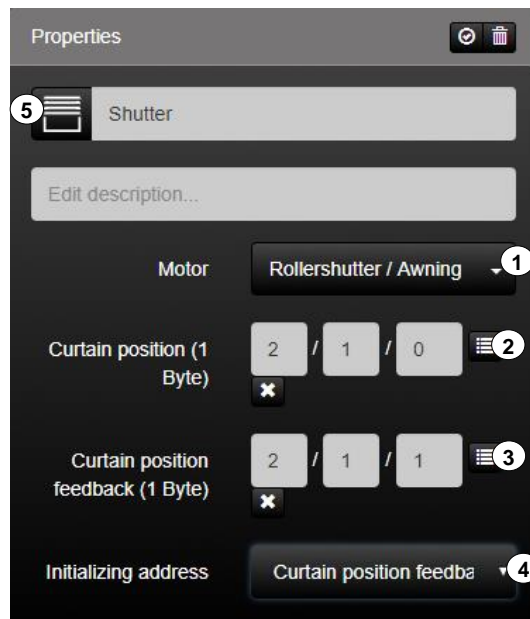 Properties
5 Shutter
Edit description...
Motor Rollershutter / Awning 1
Curtain position (1 Byte) 2 / 1 / 0 2
Curtain position feedback (1 Byte) 2 / 1 / 1 3
Initializing address Curtain position feedba 4